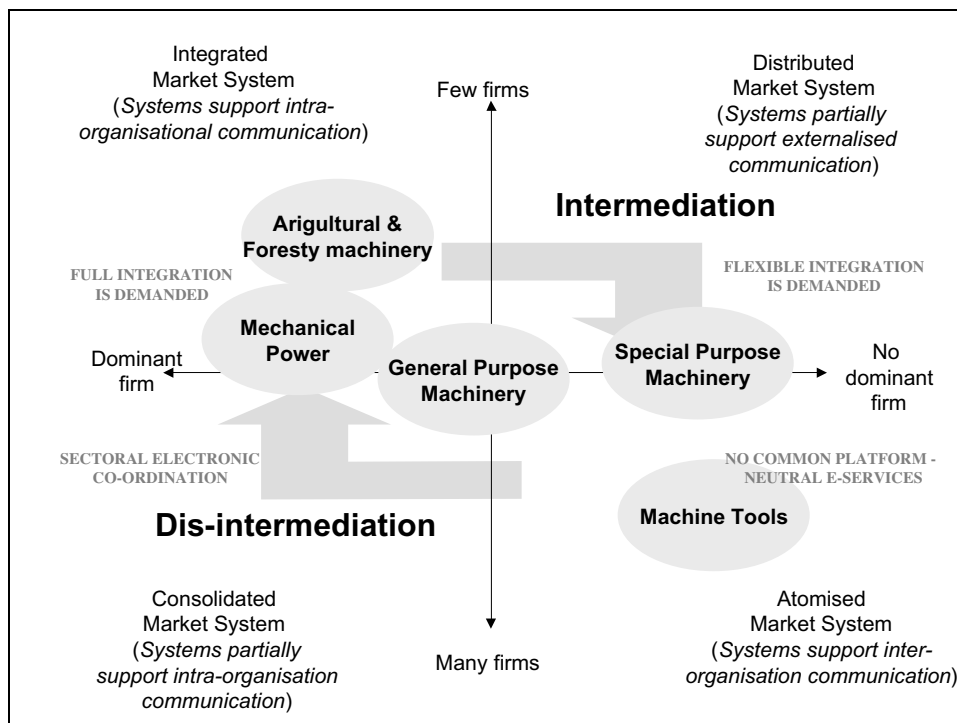 Integrated
Market System
(Systems support intra-
organisational communication)
Few firms
Distributed
Market System
(Systems partially
support externalised
communication)
Intermediation
Arigultural &
Foresty machinery
FULL INTEGRATION
IS DEMANDED
FLEXIBLE INTEGRATION
IS DEMANDED
Mechanical
Power
Dominant
firm
General Purpose
Machinery
Special Purpose
Machinery
No
dominant
firm
SECTORAL ELECTRONIC
CO-ORDINATION
NO COMMON PLATFORM -
NEUTRAL E-SERVICES
Dis-intermediation
Machine Tools
Consolidated
Market System
(Systems partially
support intra-organisation
communication)
Many firms
Atomised
Market System
(Systems support inter-
organisation communication)